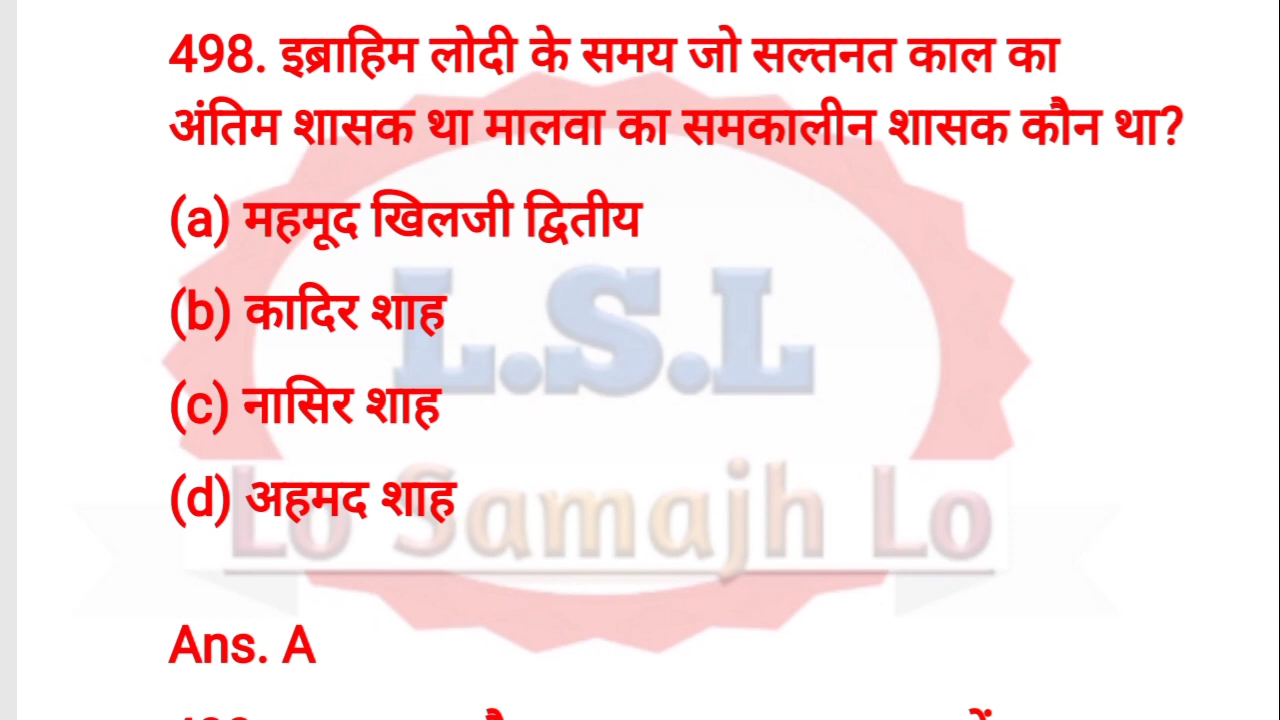 498. इब्राहिम लोदी के समय जो सल्तनत काल का
अंतिम शासक था मालवा का समकालीन शासक कौन था?
(a) महमूद खिलजी द्वितीय
(b) कादिर शाह
L.S.L
(c) नासिर शाह
(d) अहमद शाह
Lo Samajh Lo
Ans. A